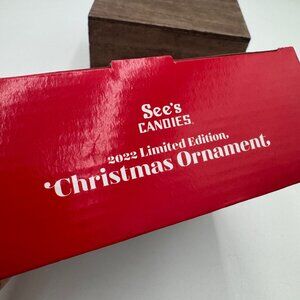 See's
CANDIES
2022 Limited Edition
Christmas Ornament